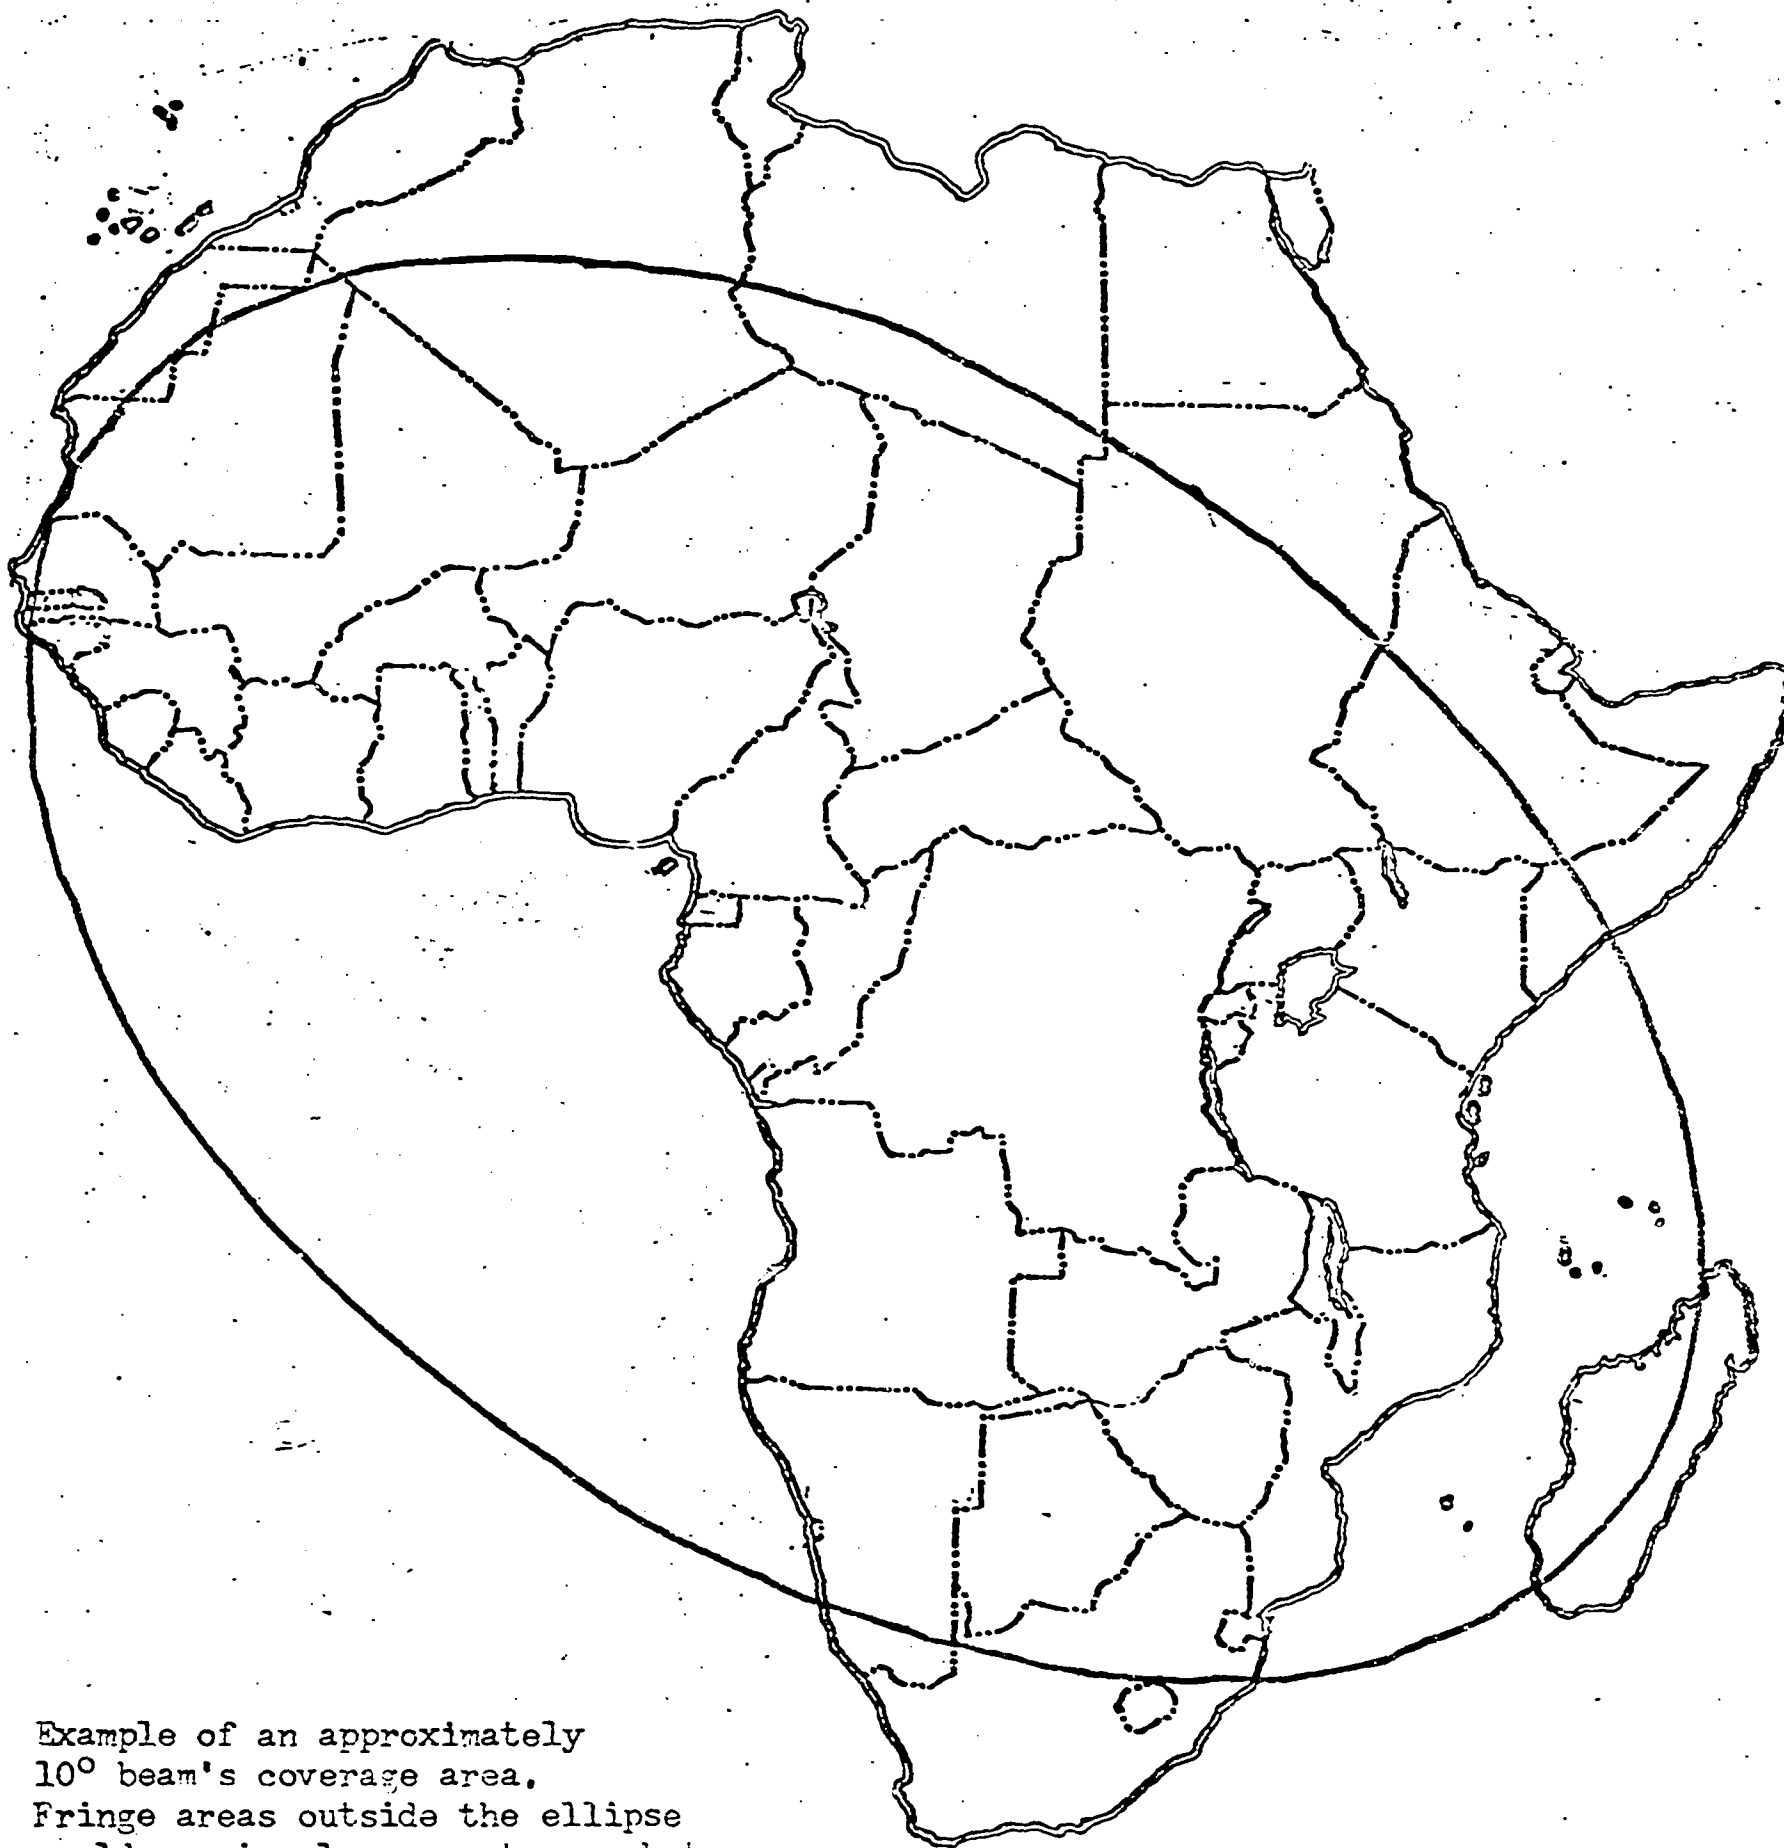 Example of an approximately
10° beam's coverage area.
Fringe areas outside the ellipse